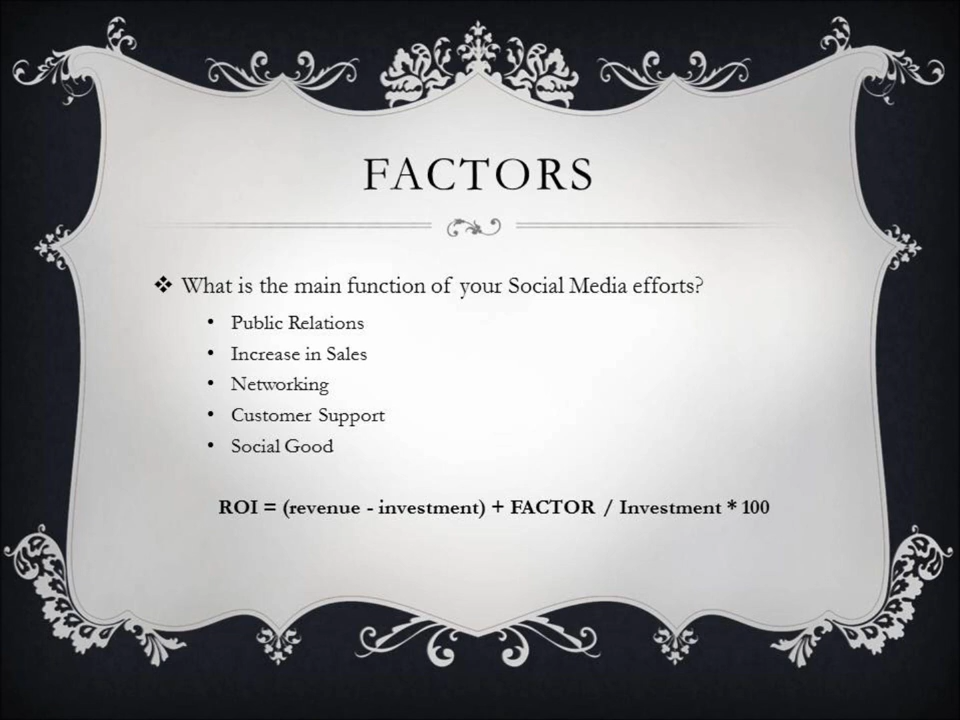 FACTORS
❖ What is the main function of your Social Media efforts?
• Public Relations
• Increase in Sales
• Networking
• Customer Support
• Social Good
ROI = (revenue - investment) + FACTOR / Investment * 100